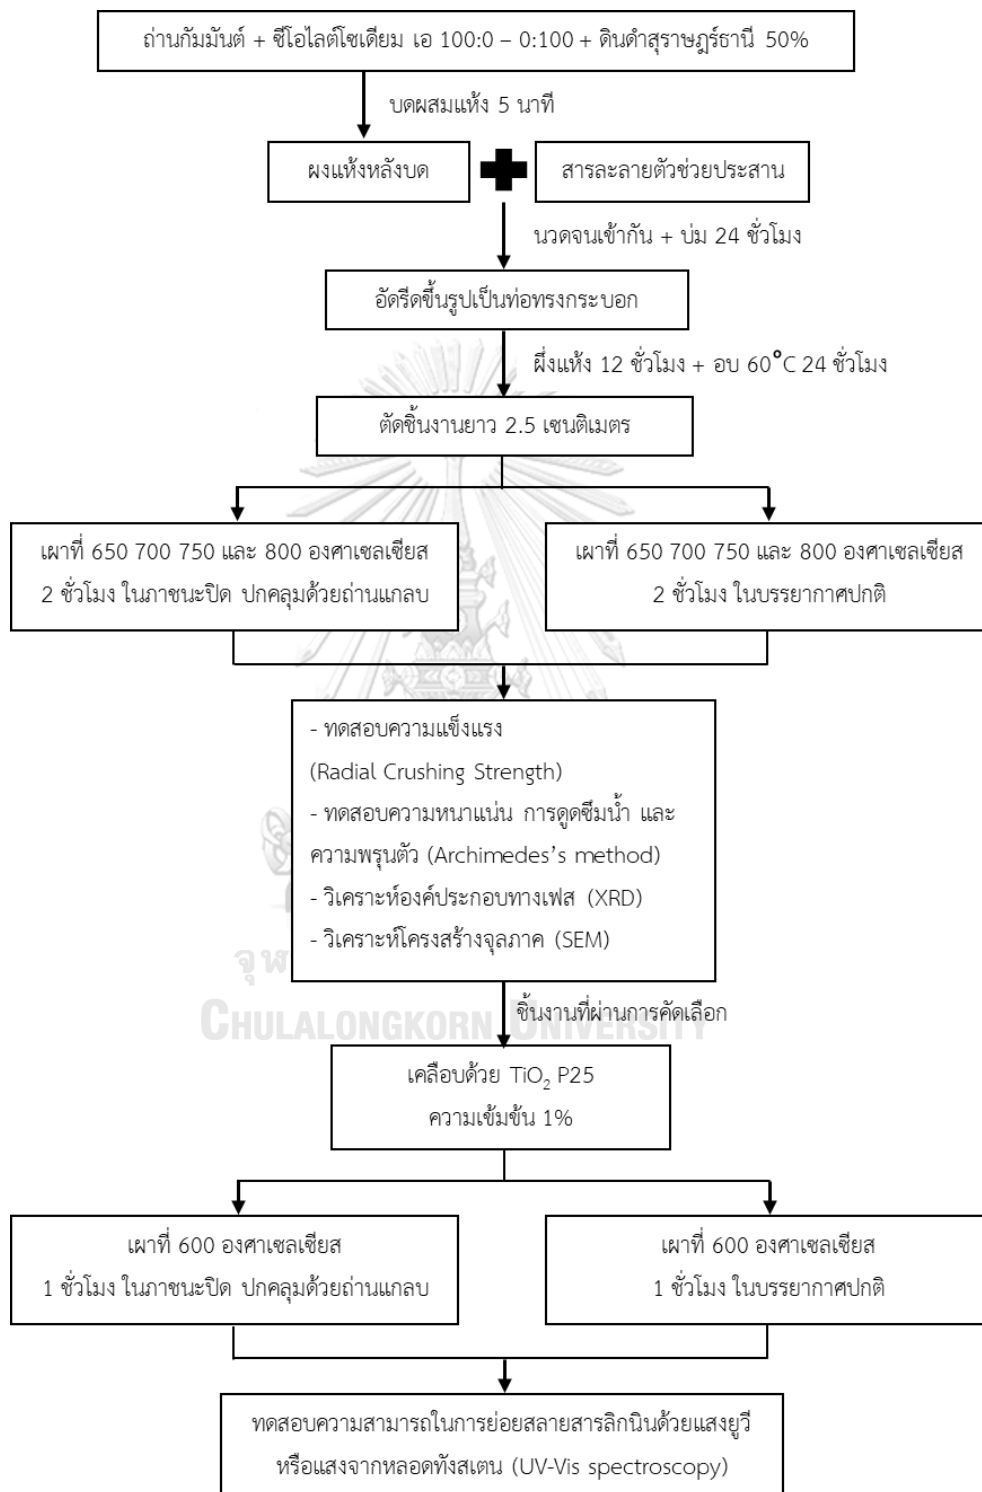 ถ่านกัมมันต์ + ซีโอไลต์โซเดียม เอ 100:0 – 0:100 + ดินดำสุราษฎร์ธานี 50%
บดผสมแห้ง 5 นาที
ผงแห้งหลังบด
สารละลายตัวช่วยประสาน
นวดจนเข้ากัน + บ่ม 24 ชั่วโมง
อัดรีดขึ้นรูปเป็นท่อทรงกระบอก
ผึ่งแห้ง 12 ชั่วโมง + อบ 60°C 24 ชั่วโมง
ตัดชิ้นงานยาว 2.5 เซนติเมตร
เผาที่ 650 700 750 และ 800 องศาเซลเซียส
2 ชั่วโมง ในภาชนะปิด ปกคลุมด้วยถ่านแกลบ
เผาที่ 650 700 750 และ 800 องศาเซลเซียส
2 ชั่วโมง ในบรรยากาศปกติ
- ทดสอบความแข็งแรง
(Radial Crushing Strength)
- ทดสอบความหนาแน่น การดูดซึมน้ำ และ
ความพรุนตัว (Archimedes’s method)
- วิเคราะห์องค์ประกอบทางเฟส (XRD)
- วิเคราะห์โครงสร้างจุลภาค (SEM)
จุฬ
CHULALONGKORN UNIVERSITY
ชิ้นงานที่ผ่านการคัดเลือก
เคลือบด้วย TiO₂ P25
ความเข้มข้น 1%
เผาที่ 600 องศาเซลเซียส
1 ชั่วโมง ในภาชนะปิด ปกคลุมด้วยถ่านแกลบ
เผาที่ 600 องศาเซลเซียส
1 ชั่วโมง ในบรรยากาศปกติ
ทดสอบความสามารถในการย่อยสลายสารลิกนินด้วยแสงยูวี
หรือแสงจากหลอดทังสเตน (UV-Vis spectroscopy)